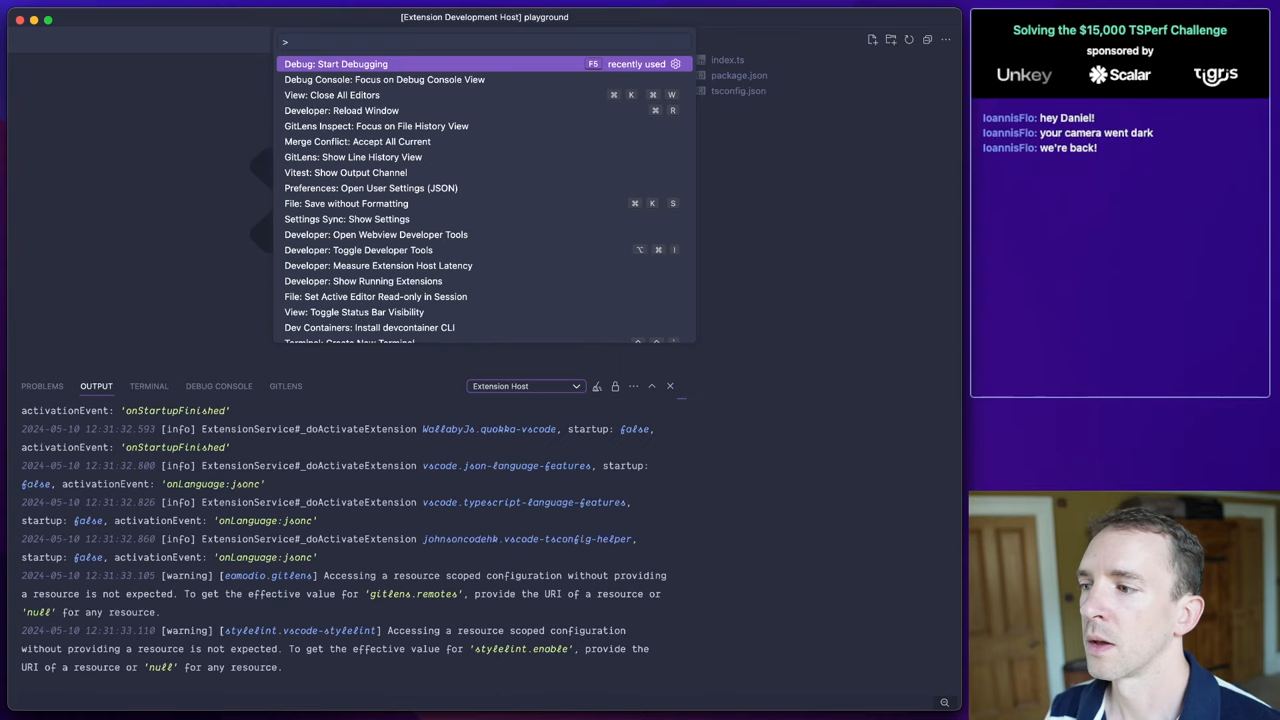 [Extension Development Host] playground
>
Debug: Start Debugging F5 recently used
Debug Console: Focus on Debug Console View
View: Close All Editors ⌘ K ⌘ W
Developer: Reload Window ⌘ R
GitLens Inspect: Focus on File History View
Merge Conflict: Accept All Current
GitLens: Show Line History View
Vitest: Show Output Channel
Preferences: Open User Settings (JSON)
File: Save without Formatting ⌘ K S
Settings Sync: Show Settings
Developer: Open Webview Developer Tools
Developer: Toggle Developer Tools ⌥ ⌘ I
Developer: Measure Extension Host Latency
Developer: Show Running Extensions
File: Set Active Editor Read-only in Session
View: Toggle Status Bar Visibility
Dev Containers: Install devcontainer CLI
Terminal: Create New Terminal
index.ts
package.json
tsconfig.json
PROBLEMS OUTPUT TERMINAL DEBUG CONSOLE GITLENS Extension Host
activationEvent: 'onStartupFinished'
2024-05-10 12:31:32.593 [info] ExtensionService#_doActivateExtension WallabyJs.quokka-vscode, startup: false,
activationEvent: 'onStartupFinished'
2024-05-10 12:31:32.800 [info] ExtensionService#_doActivateExtension vscode.json-language-features, startup:
false, activationEvent: 'onLanguage:jsonc'
2024-05-10 12:31:32.826 [info] ExtensionService#_doActivateExtension vscode.typescript-language-features,
startup: false, activationEvent: 'onLanguage:jsonc'
2024-05-10 12:31:32.860 [info] ExtensionService#_doActivateExtension johnsoncodehk.vscode-tsconfig-helper,
startup: false, activationEvent: 'onLanguage:jsonc'
2024-05-10 12:31:33.105 [warning] [eamodio.gitlens] Accessing a resource scoped configuration without providing
a resource is not expected. To get the effective value for 'gitlens.remotes', provide the URI of a resource or
'null' for any resource.
2024-05-10 12:31:33.110 [warning] [stylelint.vscode-stylelint] Accessing a resource scoped configuration
without providing a resource is not expected. To get the effective value for 'stylelint.enable', provide the
URI of a resource or 'null' for any resource.
Solving the $15,000 TSPerf Challenge
sponsored by
Unkey Scalar tigris
IoannisFlo: hey Daniel!
IoannisFlo: your camera went dark
IoannisFlo: we're back!